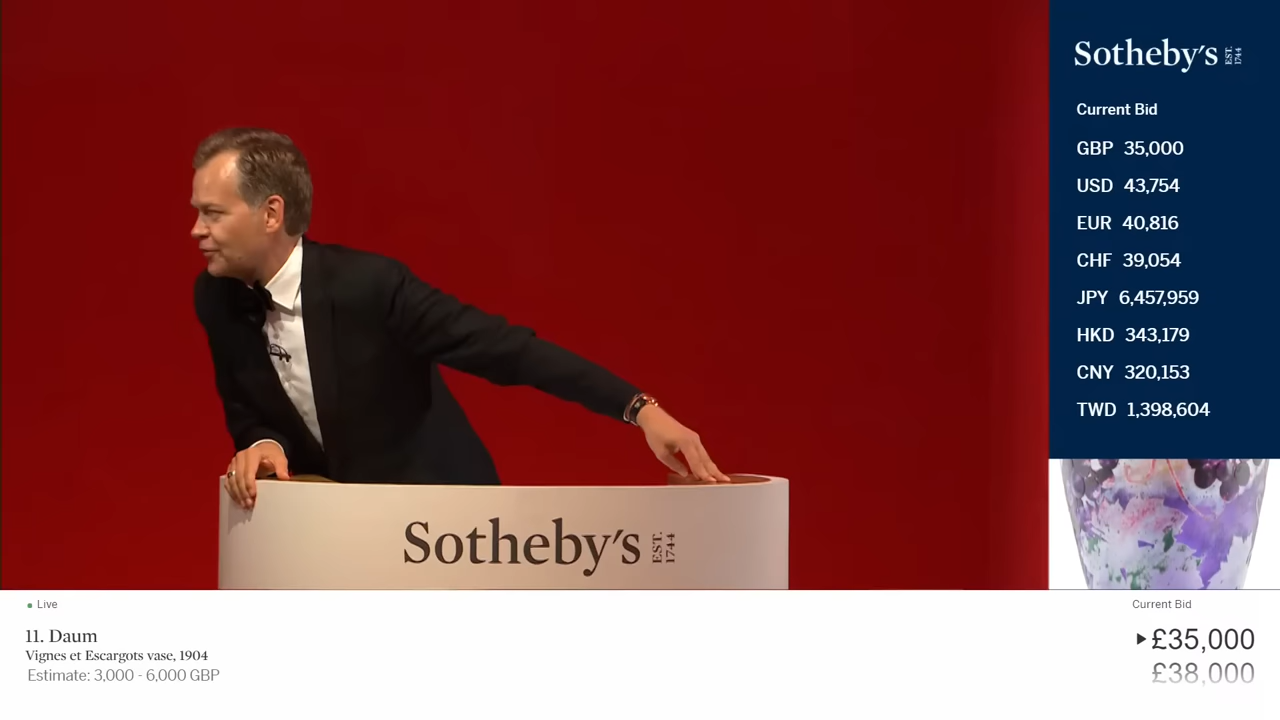 Sotheby's EST. 1744
Current Bid
GBP 35,000
USD 43,754
EUR 40,816
CHF 39,054
JPY 6,457,959
HKD 343,179
CNY 320,153
TWD 1,398,604
Sotheby's EST. 1744
Live
Current Bid
11. Daum
Vignes et Escargots vase, 1904
Estimate: 3,000 - 6,000 GBP
£35,000
£38,000